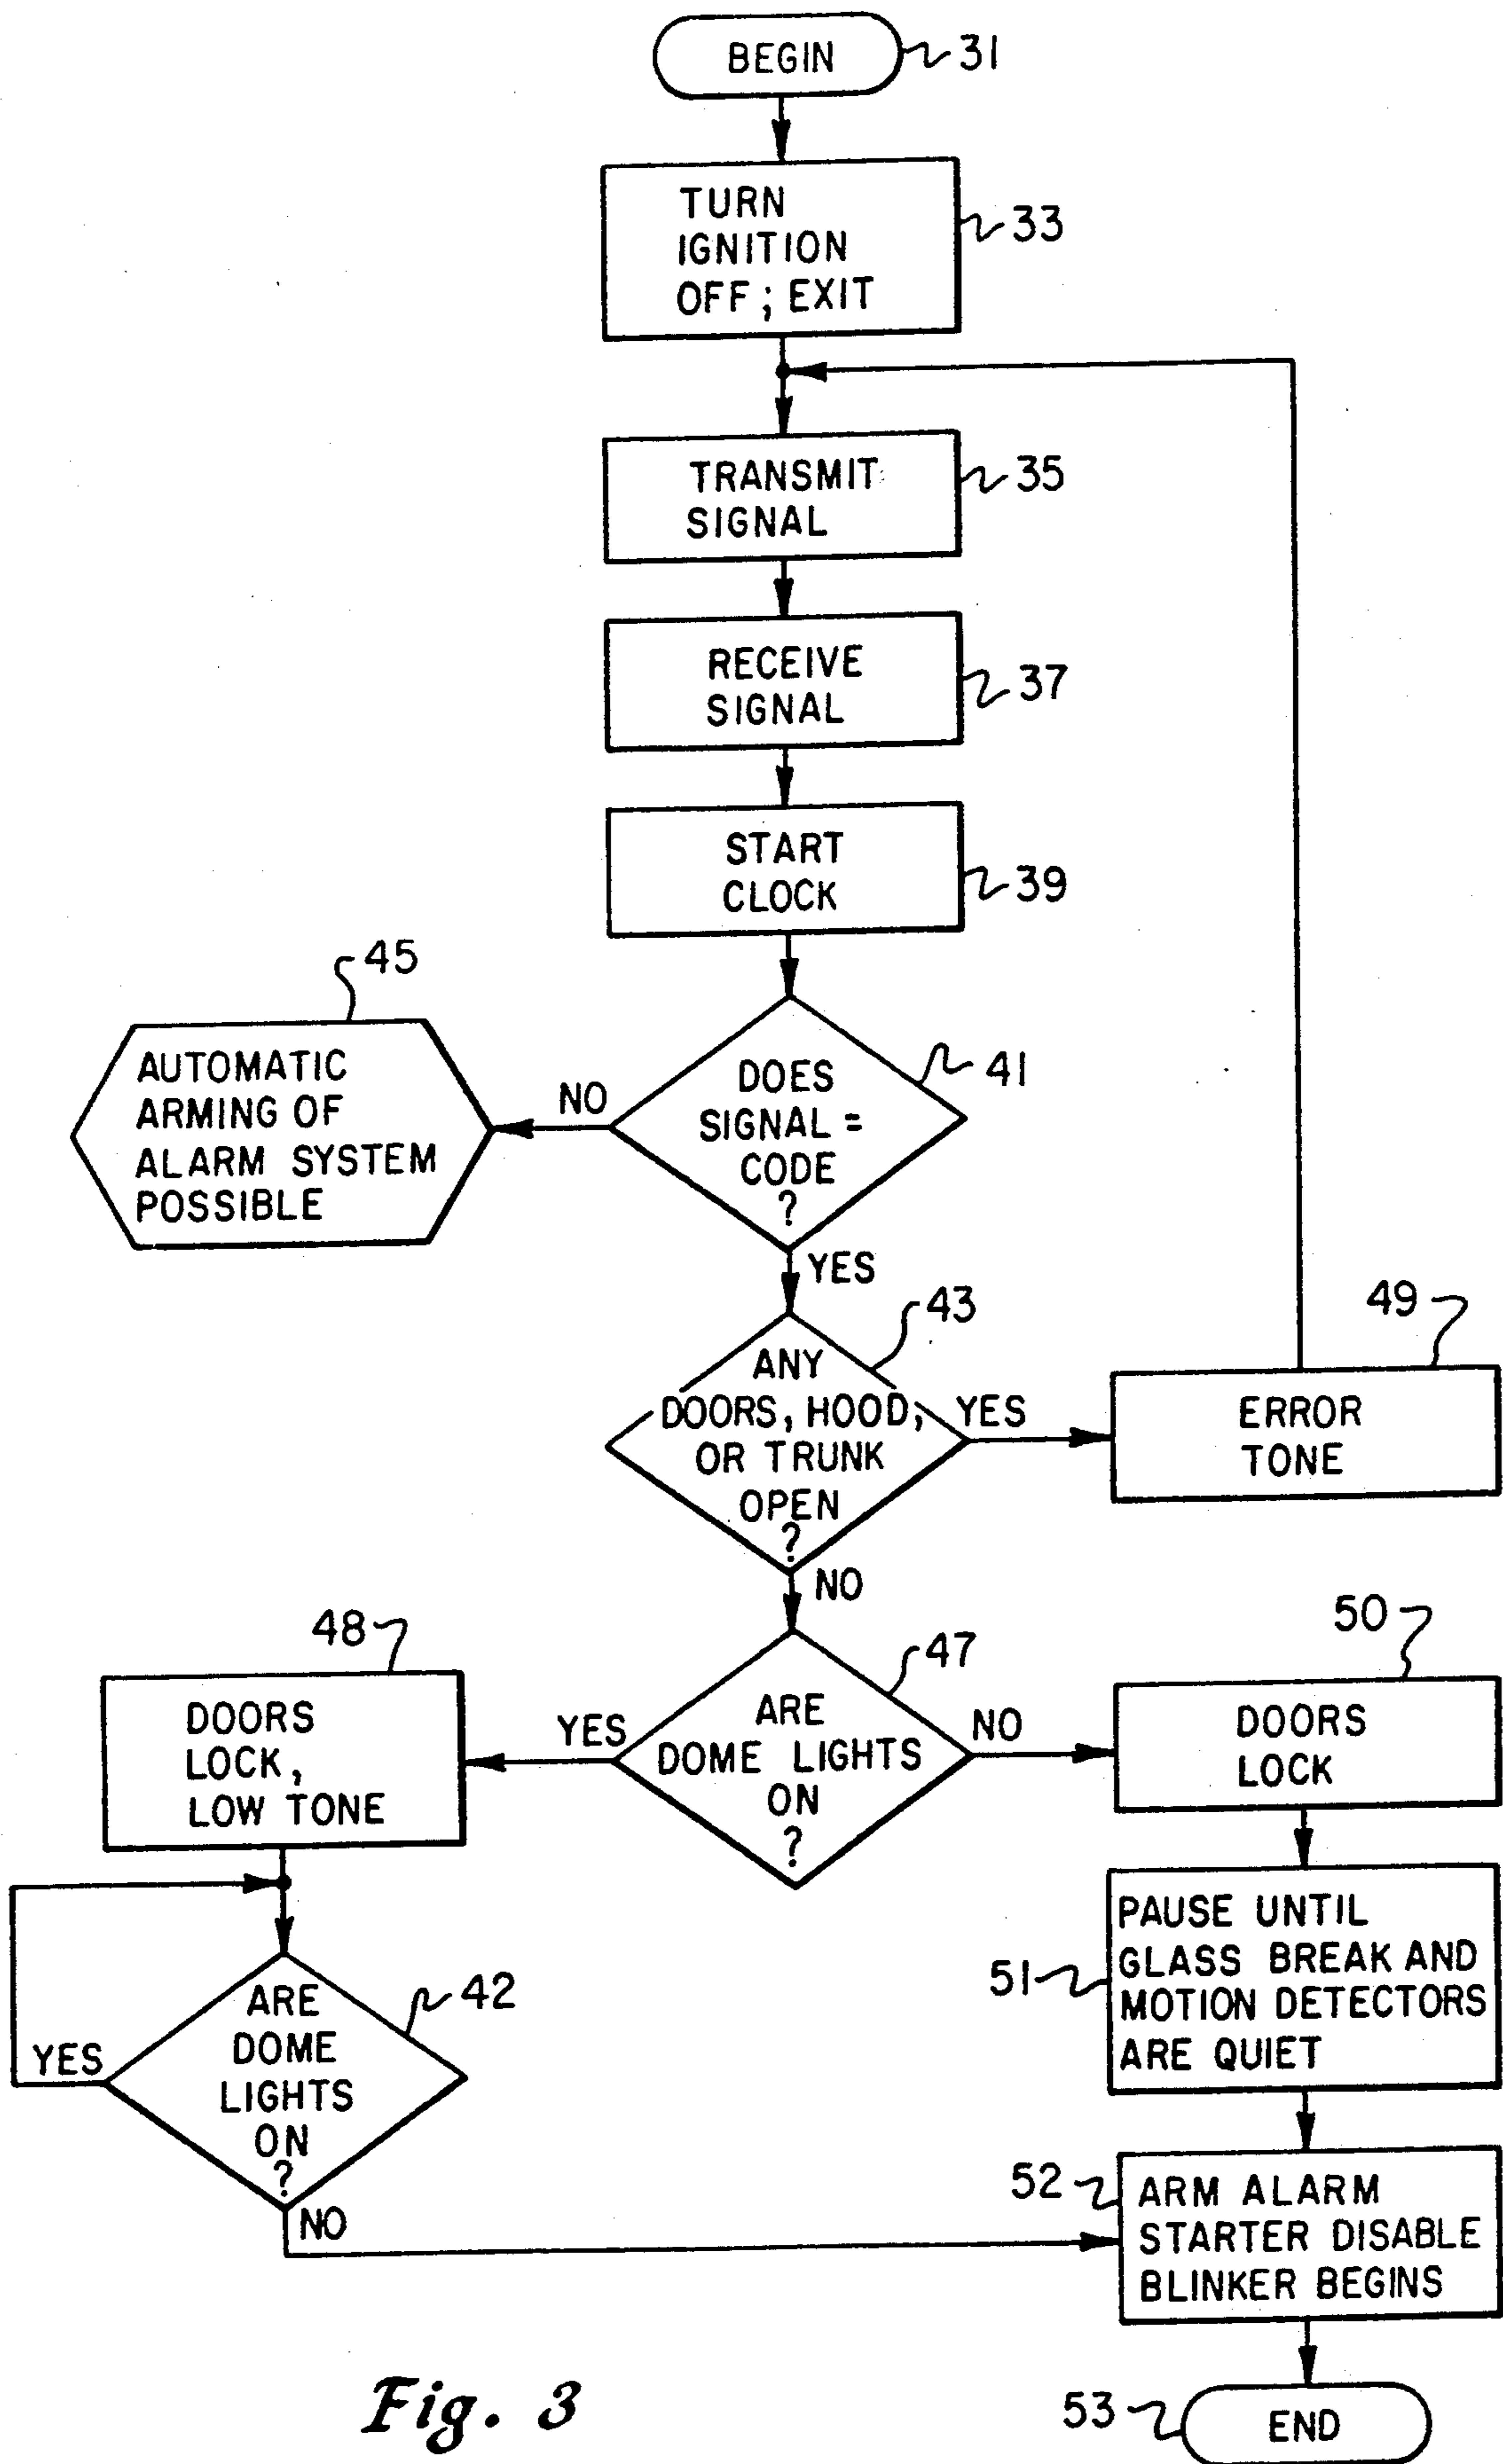 BEGIN
31
TURN
IGNITION
OFF; EXIT
33
TRANSMIT
SIGNAL
35
RECEIVE
SIGNAL
37
START
CLOCK
39
45
AUTOMATIC
ARMING OF
ALARM SYSTEM
POSSIBLE
NO
DOES
SIGNAL =
CODE
?
41
YES
43
ANY
DOORS, HOOD,
OR TRUNK
OPEN
?
YES
49
ERROR
TONE
NO
48
DOORS
LOCK,
LOW TONE
YES
47
ARE
DOME LIGHTS
ON
?
NO
50
DOORS
LOCK
42
ARE
DOME
LIGHTS
ON
?
YES
NO
51
PAUSE UNTIL
GLASS BREAK AND
MOTION DETECTORS
ARE QUIET
52
ARM ALARM
STARTER DISABLE
BLINKER BEGINS
53
END
Fig. 3